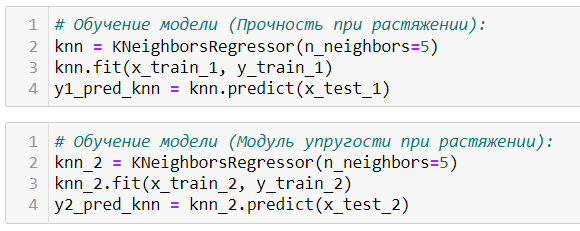 1 # Обучение модели (Прочность при растяжении):
2 knn = KNeighborsRegressor(n_neighbors=5)
3 knn.fit(x_train_1, y_train_1)
4 y1_pred_knn = knn.predict(x_test_1)
1 # Обучение модели (Модуль упругости при растяжении):
2 knn_2 = KNeighborsRegressor(n_neighbors=5)
3 knn_2.fit(x_train_2, y_train_2)
4 y2_pred_knn = knn_2.predict(x_test_2)